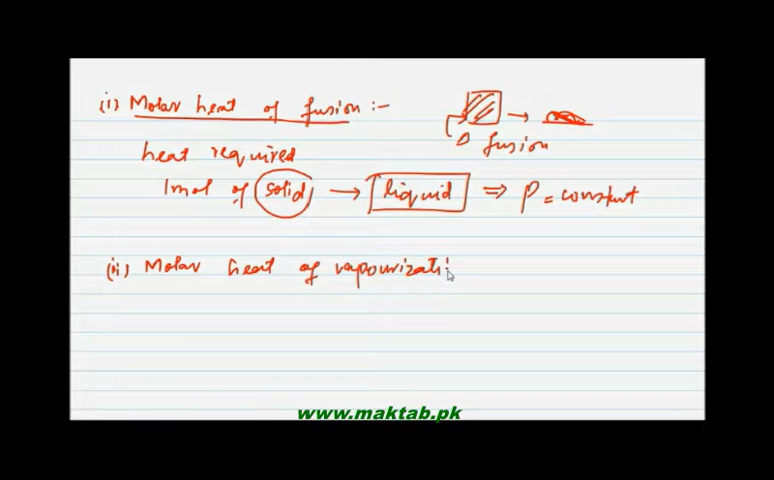 (i) Molar heat of fusion :-
fusion
heat required
1mol of solid → liquid ⇒ P = constant
(ii) Molar heat of vapourizati
www.maktab.pk